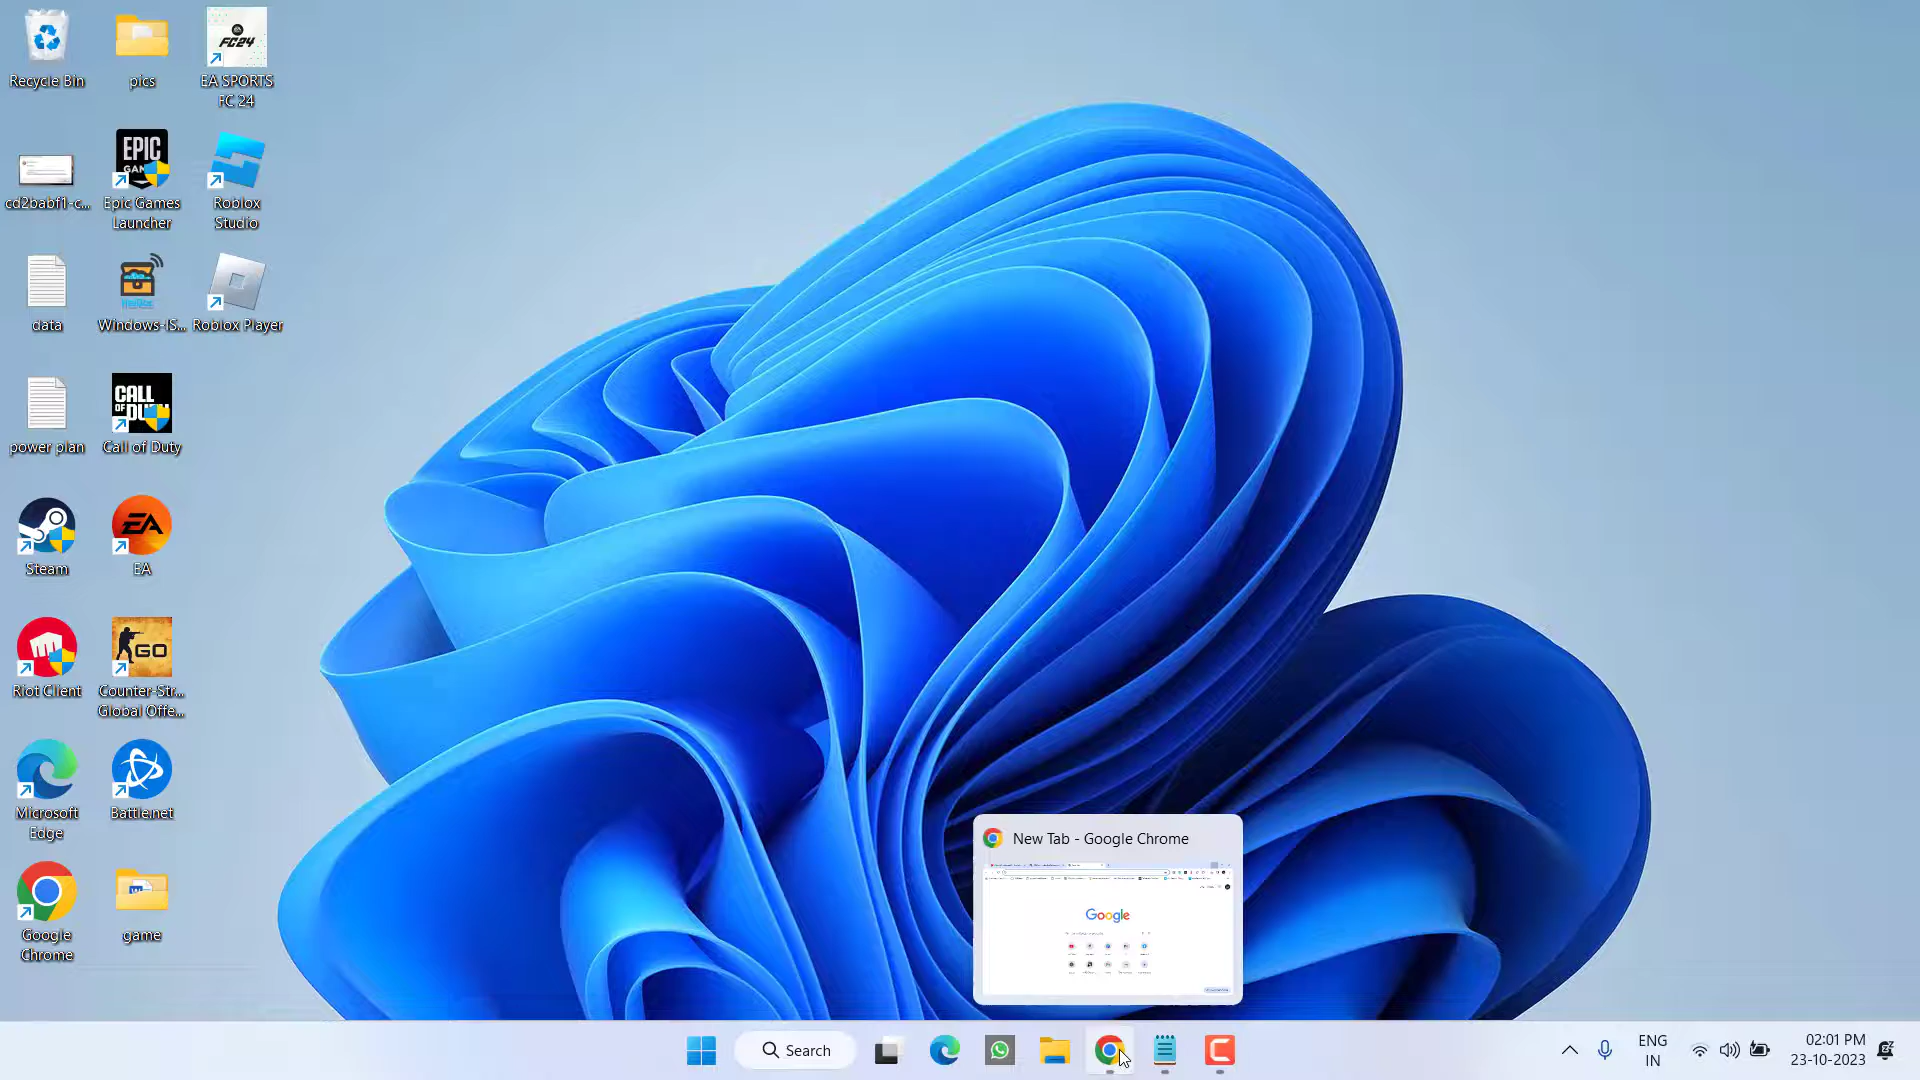 Recycle Bin
pics
FC24
EA SPORTS
FC 24
cd2babf1-c...
EPIC
Epic Games
Launcher
Roblox
Studio
data
Windows-IS...
Roblox Player
power plan
CALL
Call of Duty
Steam
EA
EA
Riot Client
GO
Counter-Str...
Global Offe...
Microsoft
Edge
Battle.net
Google
Chrome
game
New Tab - Google Chrome
Google
Search
ENG
IN
02:01 PM
23-10-2023